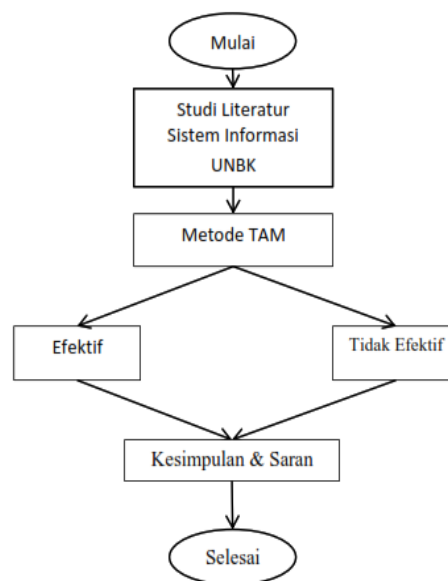 Mulai
Studi Literatur
Sistem Informasi
UNBK
Metode TAM
Efektif
Tidak Efektif
Kesimpulan & Saran
Selesai